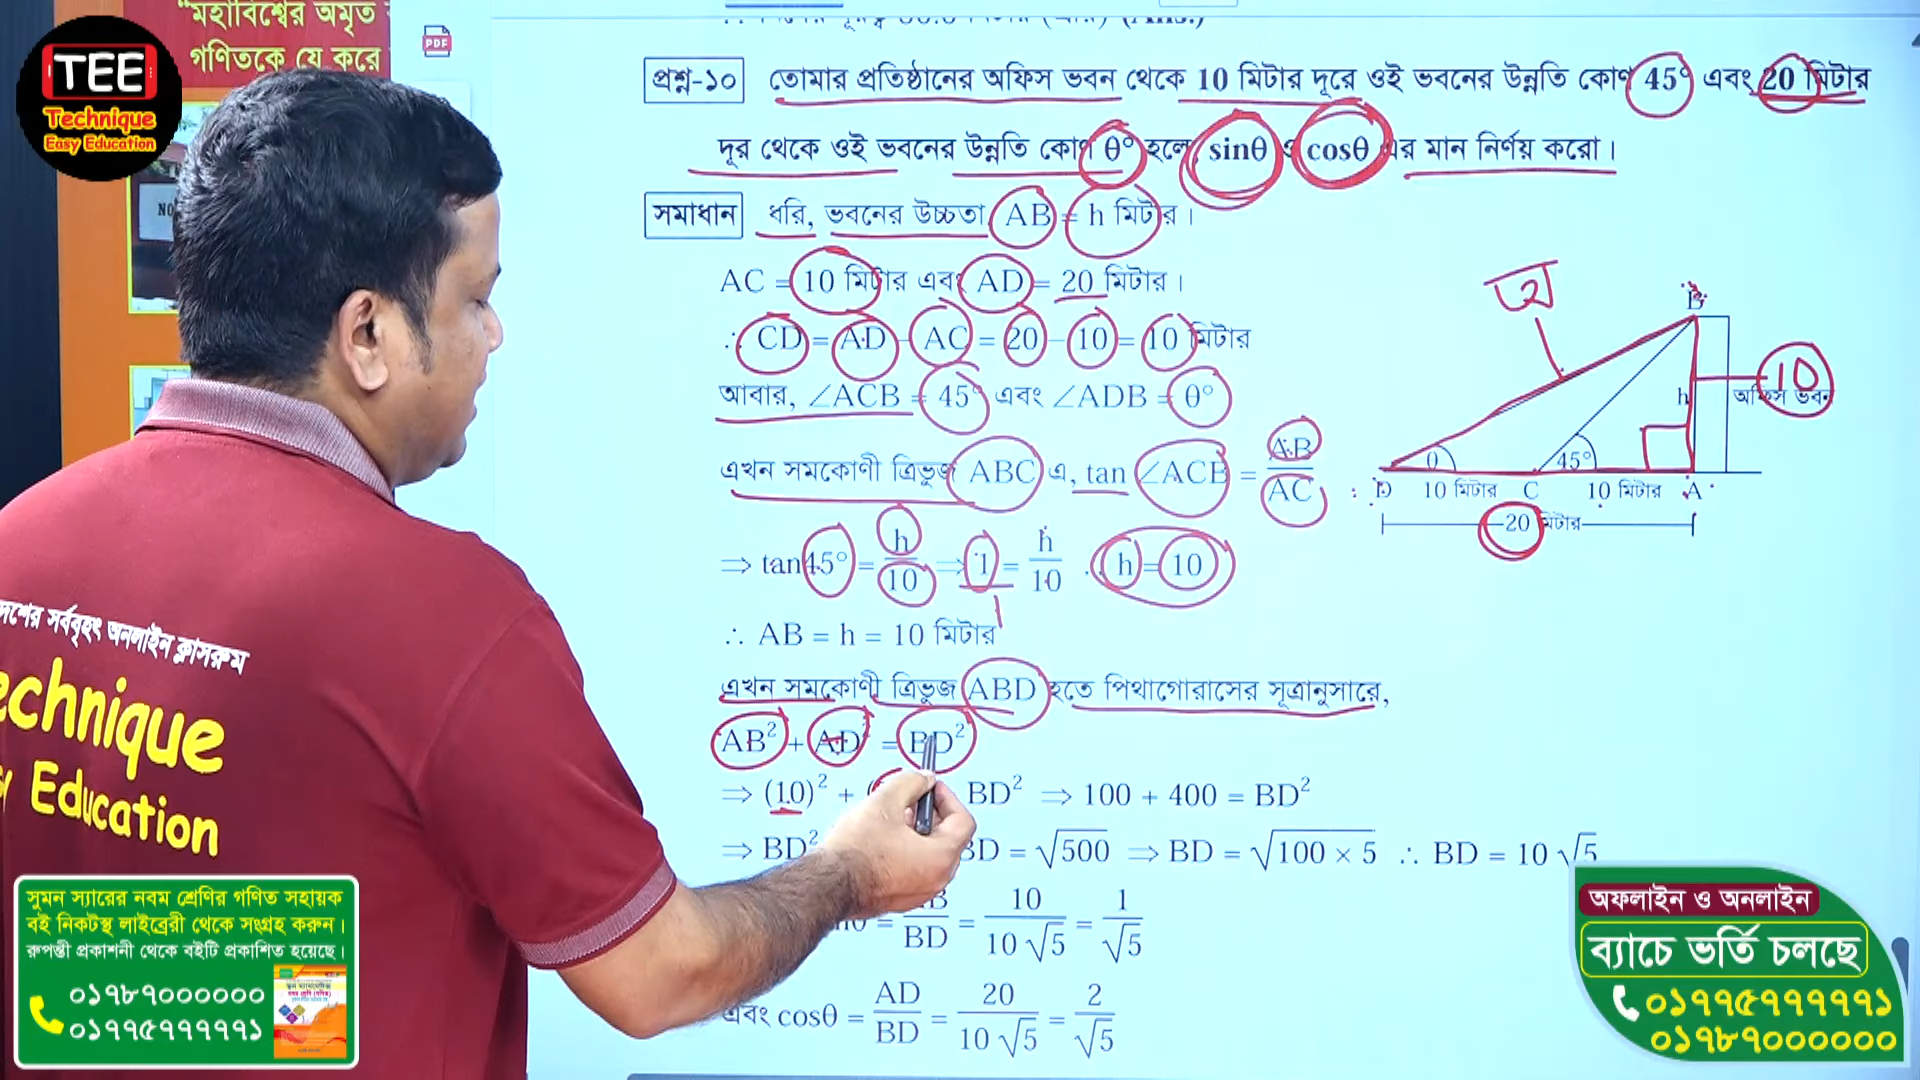 "মহাবিশ্বের অমৃত
গণিতকে যে করে
TEE
Technique
Easy Education
NO
PDF
প্রশ্ন-১০ তোমার প্রতিষ্ঠানের অফিস ভবন থেকে 10 মিটার দূরে ওই ভবনের উন্নতি কোণ 45° এবং 20 মিটার
দূর থেকে ওই ভবনের উন্নতি কোণ θ° হলে, sinθ ও cosθ এর মান নির্ণয় করো।
সমাধান ধরি, ভবনের উচ্চতা, AB = h মিটার।
AC = 10 মিটার এবং AD = 20 মিটার।
∴ CD = AD − AC = 20 − 10 = 10 মিটার
আবার, ∠ACB = 45° এবং ∠ADB = θ°
এখন সমকোণী ত্রিভুজ ABC এ, tan ∠ACB = AB/AC
⇒ tan45° = h/10 ⇒ 1 = h/10 ∴ h = 10
1
∴ AB = h = 10 মিটার
এখন সমকোণী ত্রিভুজ ABD হতে পিথাগোরাসের সূত্রানুসারে,
AB² + AD² = BD²
⇒ (10)² + ( BD² ⇒ 100 + 400 = BD²
⇒ BD² BD = √500 ⇒ BD = √100 × 5 ∴ BD = 10√5
= AB/BD = 10/10√5 = 1/√5
এবং cosθ = AD/BD = 20/10√5 = 2/√5
B
10
h
অফিস ভবন
θ
45°
D 10 মিটার C 10 মিটার A
20 মিটার
দেশের সর্ববৃহৎ অনলাইন ক্লাসরুম
echnique
Education
সুমন স্যারের নবম শ্রেণির গণিত সহায়ক
বই নিকটস্থ লাইব্রেরী থেকে সংগ্রহ করুন।
রুপন্তী প্রকাশনী থেকে বইটি প্রকাশিত হয়েছে।
০১৭৮৭০০০০০০
০১৭৭৫৭৭৭৭৭১
অফলাইন ও অনলাইন
ব্যাচে ভর্তি চলছে
০১৭৭৫৭৭৭৭৭১
০১৭৮৭০০০০০০